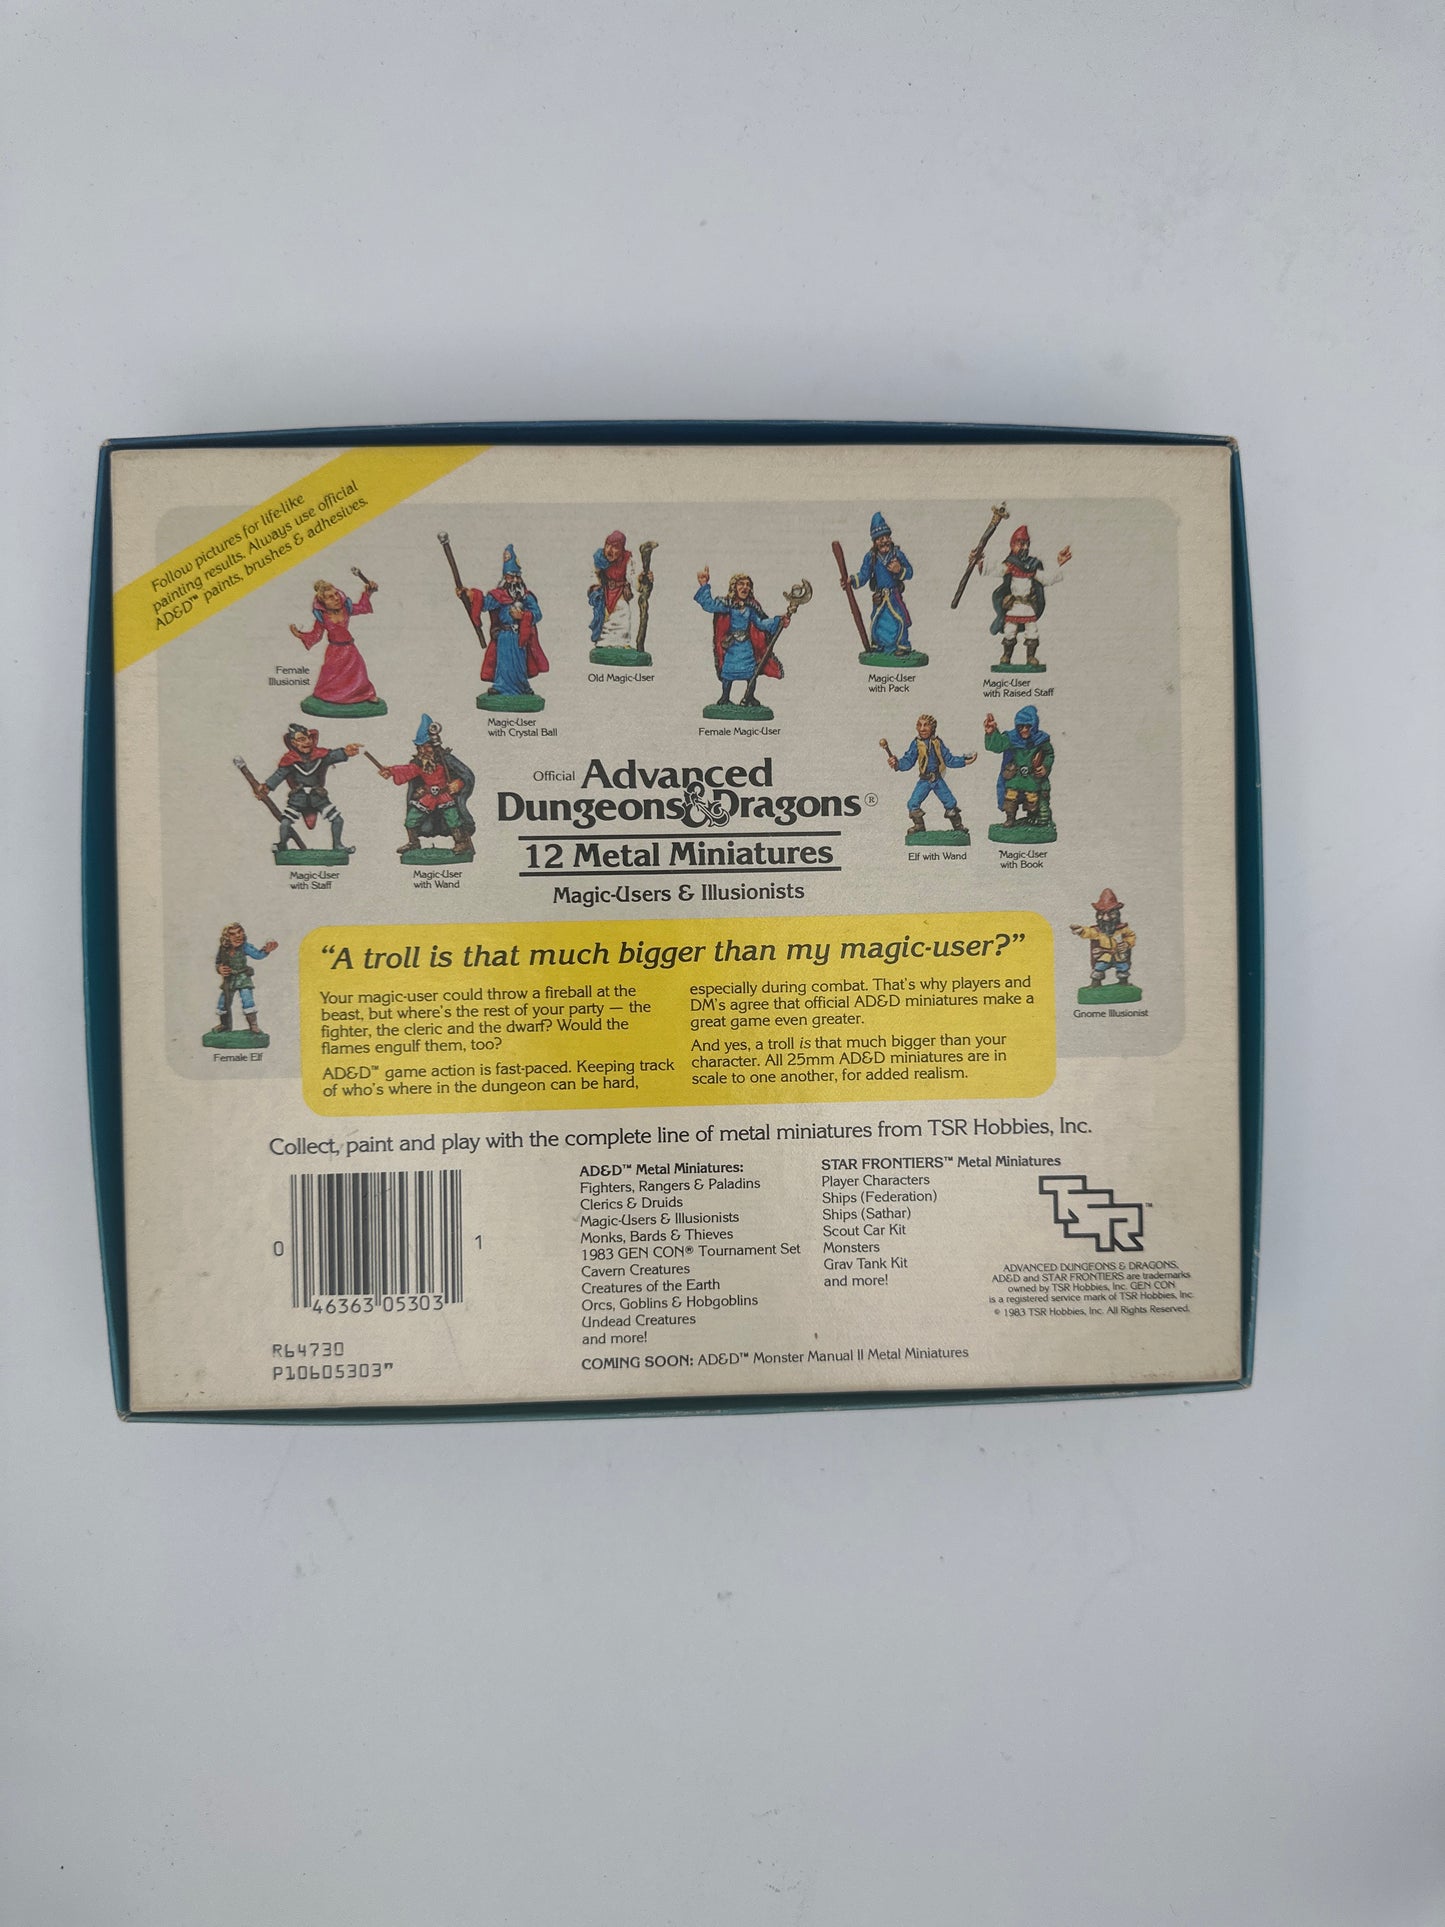 Follow pictures for life-like
painting results. Always use official
AD&D™ paints, brushes & adhesives.
Female
Illusionist
Magic-User
with Crystal Ball
Old Magic-User
Female Magic-User
Magic-User
with Pack
Magic-User
with Raised Staff
Magic-User
with Staff
Magic-User
with Wand
Official Advanced
Dungeons & Dragons®
12 Metal Miniatures
Magic-Users & Illusionists
Elf with Wand
Magic-User
with Book
Female Elf
Gnome Illusionist
“A troll is that much bigger than my magic-user?”
Your magic-user could throw a fireball at the
beast, but where's the rest of your party — the
fighter, the cleric and the dwarf? Would the
flames engulf them, too?
AD&D™ game action is fast-paced. Keeping track
of who's where in the dungeon can be hard,
especially during combat. That's why players and
DM's agree that official AD&D miniatures make a
great game even greater.
And yes, a troll is that much bigger than your
character. All 25mm AD&D miniatures are in
scale to one another, for added realism.
Collect, paint and play with the complete line of metal miniatures from TSR Hobbies, Inc.
0 46363 05303 1
R64730
P10605303"
AD&D™ Metal Miniatures:
Fighters, Rangers & Paladins
Clerics & Druids
Magic-Users & Illusionists
Monks, Bards & Thieves
1983 GEN CON® Tournament Set
Cavern Creatures
Creatures of the Earth
Orcs, Goblins & Hobgoblins
Undead Creatures
and more!
STAR FRONTIERS™ Metal Miniatures
Player Characters
Ships (Federation)
Ships (Sathar)
Scout Car Kit
Monsters
Grav Tank Kit
and more!
COMING SOON: AD&D™ Monster Manual II Metal Miniatures
TSR™
ADVANCED DUNGEONS & DRAGONS,
AD&D and STAR FRONTIERS are trademarks
owned by TSR Hobbies, Inc. GEN CON
is a registered service mark of TSR Hobbies, Inc.
© 1983 TSR Hobbies, Inc. All Rights Reserved.